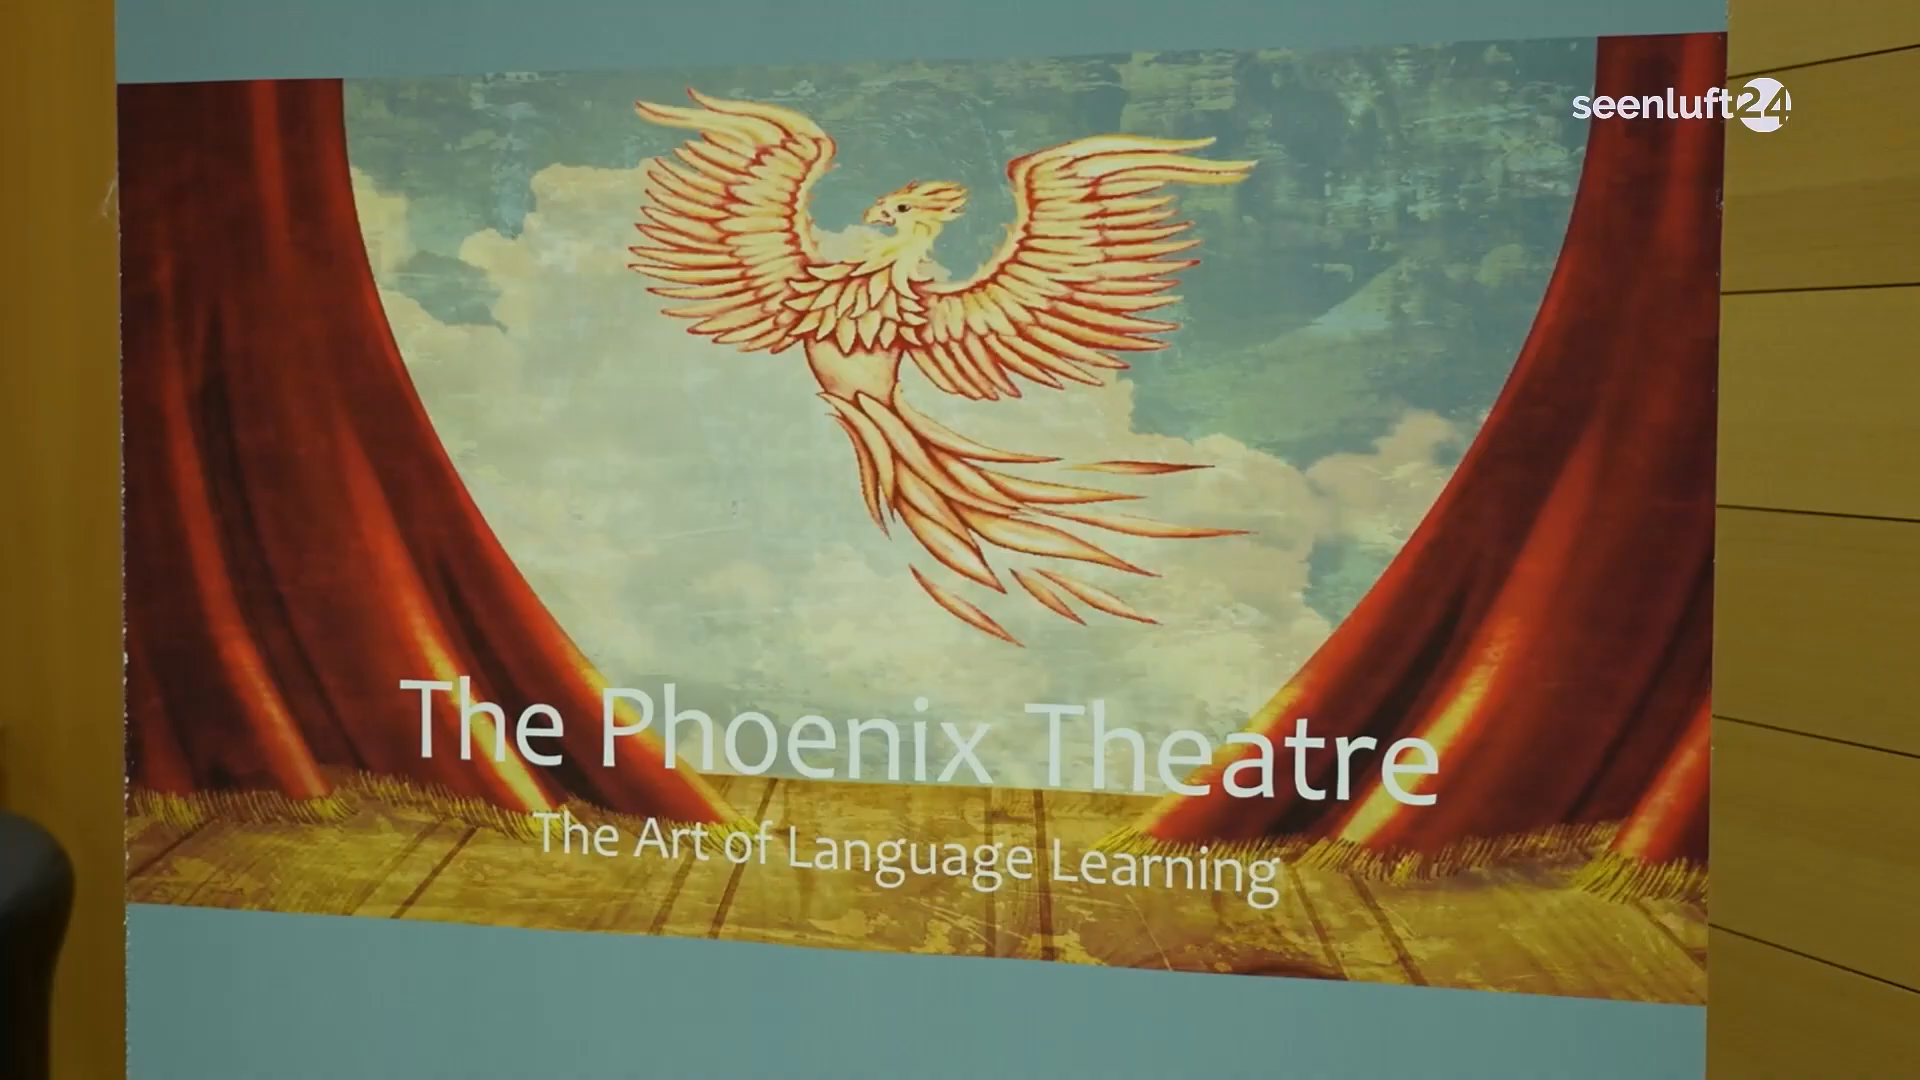 seenluft24
The Phoenix Theatre
The Art of Language Learning